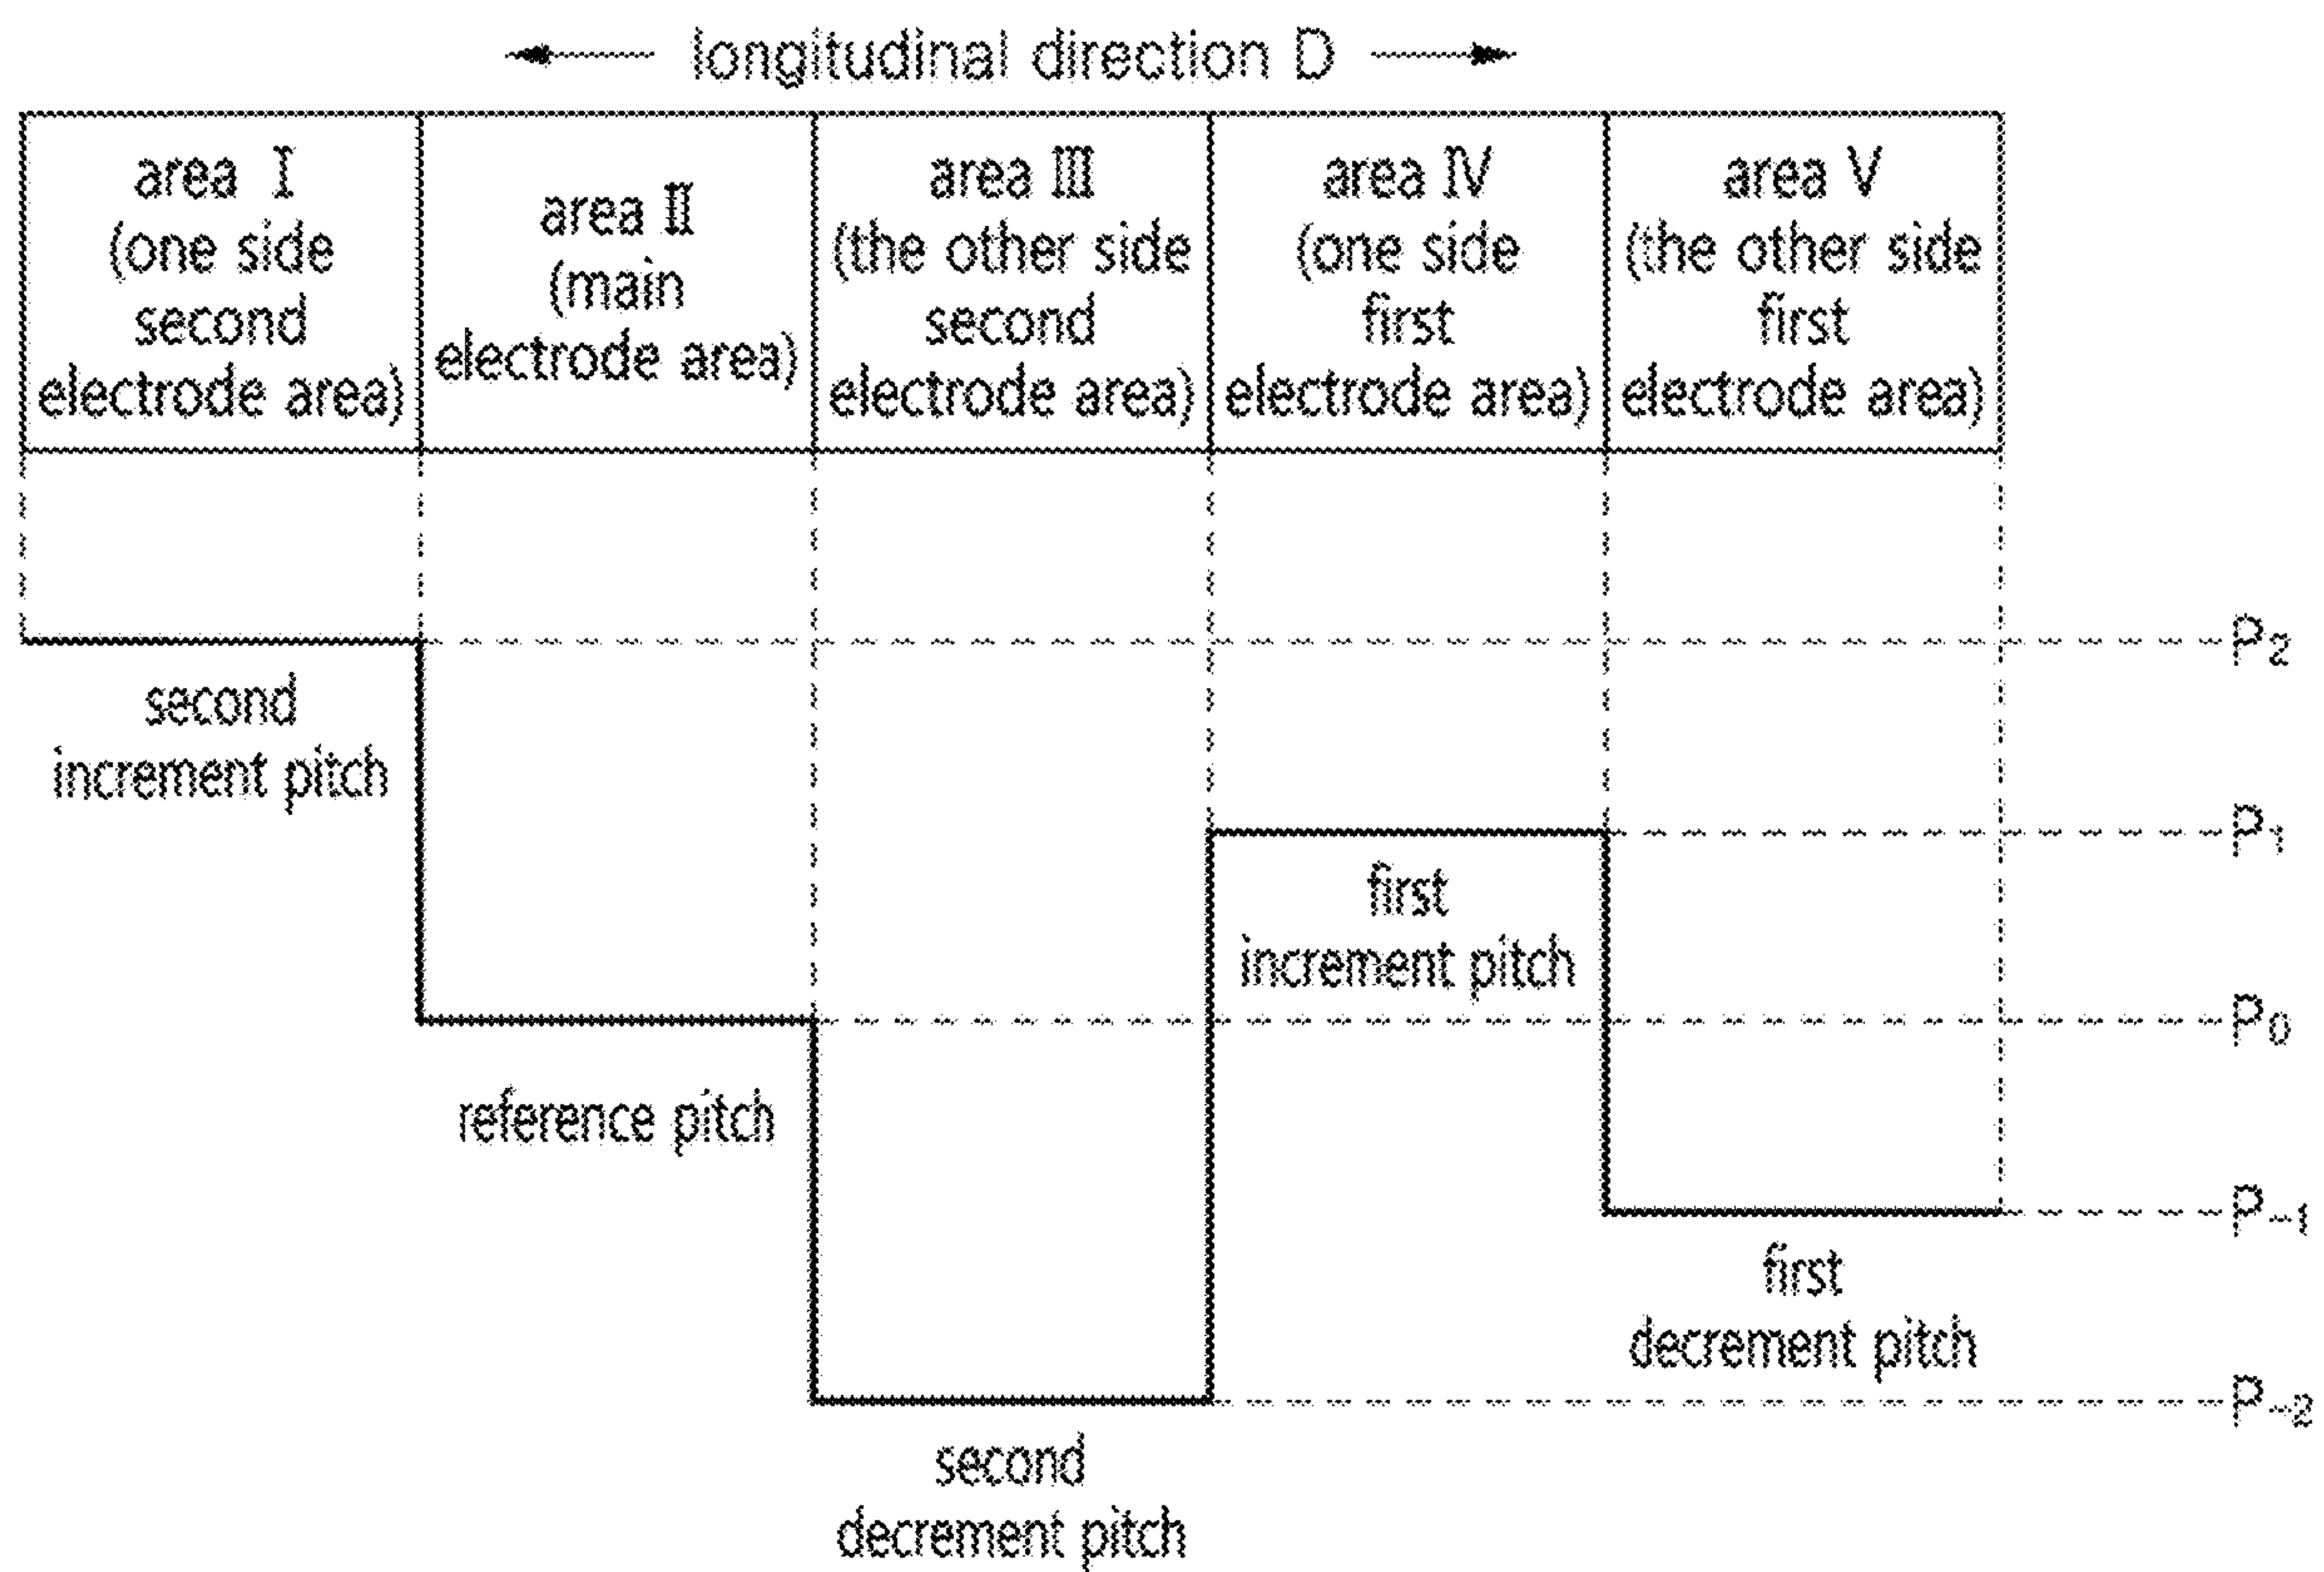 longitudinal direction D
area I
(one side
second
electrode area)
area II
(main
electrode area)
area III
(the other side
second
electrode area)
area IV
(one side
first
electrode area)
area V
(the other side
first
electrode area)
P2
second
increment pitch
P1
first
increment pitch
P0
reference pitch
P-1
first
decrement pitch
P-2
second
decrement pitch